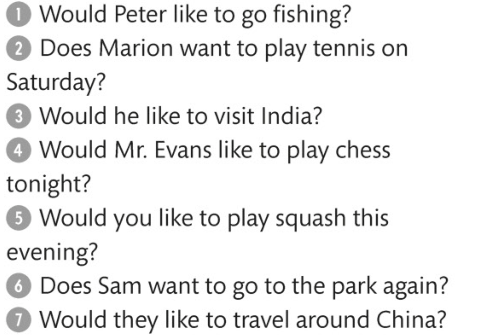 1 Would Peter like to go fishing?
2 Does Marion want to play tennis on
Saturday?
3 Would he like to visit India?
4 Would Mr. Evans like to play chess
tonight?
5 Would you like to play squash this
evening?
6 Does Sam want to go to the park again?
7 Would they like to travel around China?